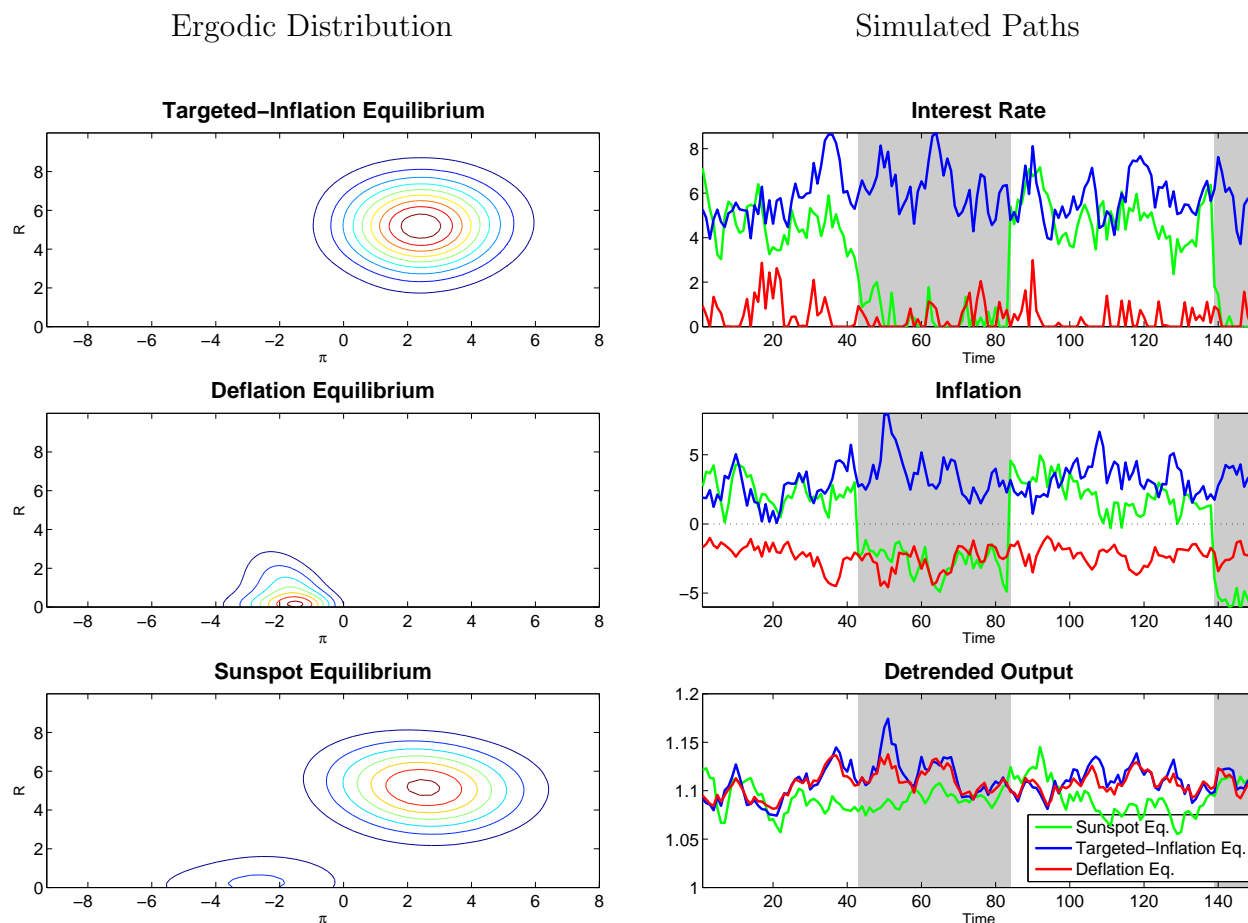 Ergodic Distribution
Simulated Paths
Targeted−Inflation Equilibrium
8
6
4
2
0
R
−8 −6 −4 −2 0 2 4 6 8
π
Interest Rate
8
6
4
2
0
20 40 60 80 100 120 140
Time
Deflation Equilibrium
8
6
4
2
0
R
−8 −6 −4 −2 0 2 4 6 8
π
Inflation
5
0
−5
20 40 60 80 100 120 140
Time
Sunspot Equilibrium
8
6
4
2
0
R
−8 −6 −4 −2 0 2 4 6 8
π
Detrended Output
1.2
1.15
1.1
1.05
1
20 40 60 80 100 120 140
Sunspot Eq.
Targeted−Inflation Eq.
Deflation Eq.